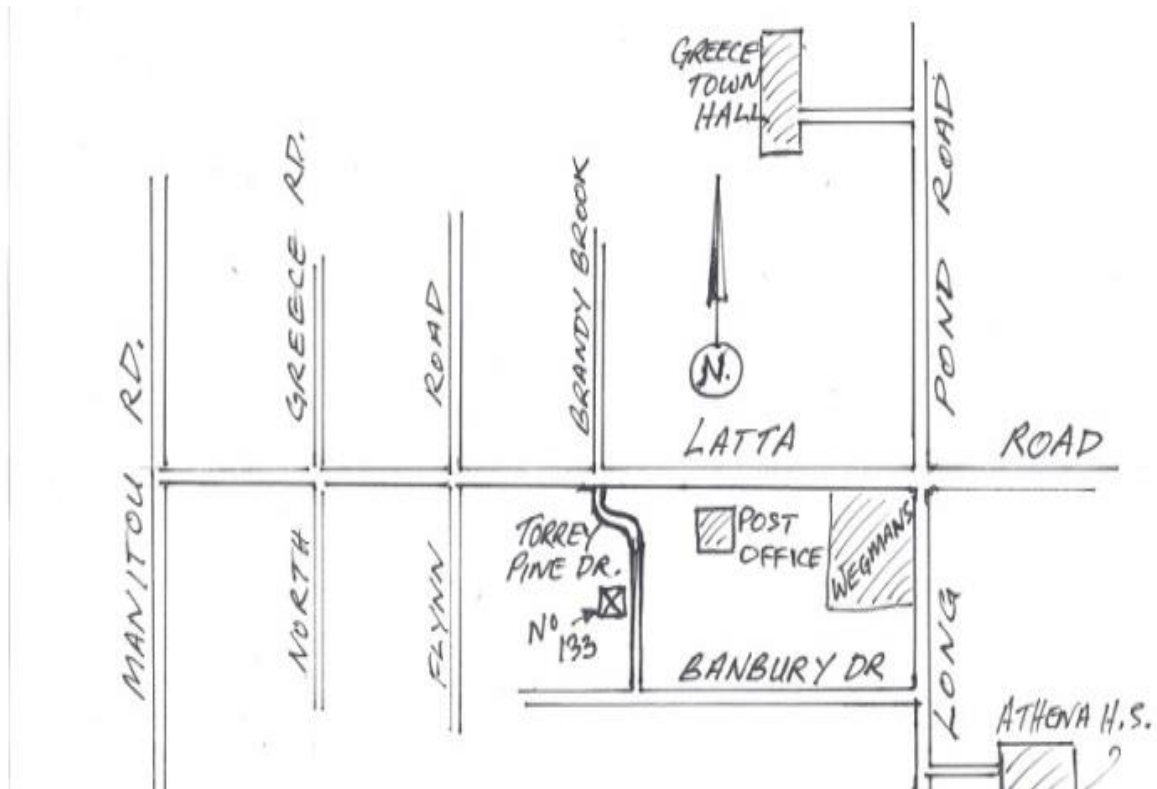 GREECE
TOWN
HALL
MANITOU RD.
NORTH GREECE RD.
FLYNN ROAD
BRANDY BROOK
N.
LONG POND ROAD
LATTA ROAD
TORREY
PINE DR.
Nº
133
POST
OFFICE
WEGMANS
BANBURY DR
ATHENA H.S.